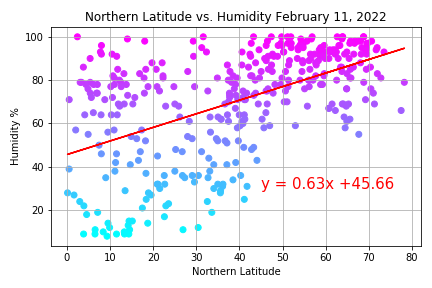 Northern Latitude vs. Humidity February 11, 2022
100
80
60
40
20
Humidity %
y = 0.63x +45.66
0 10 20 30 40 50 60 70 80
Northern Latitude